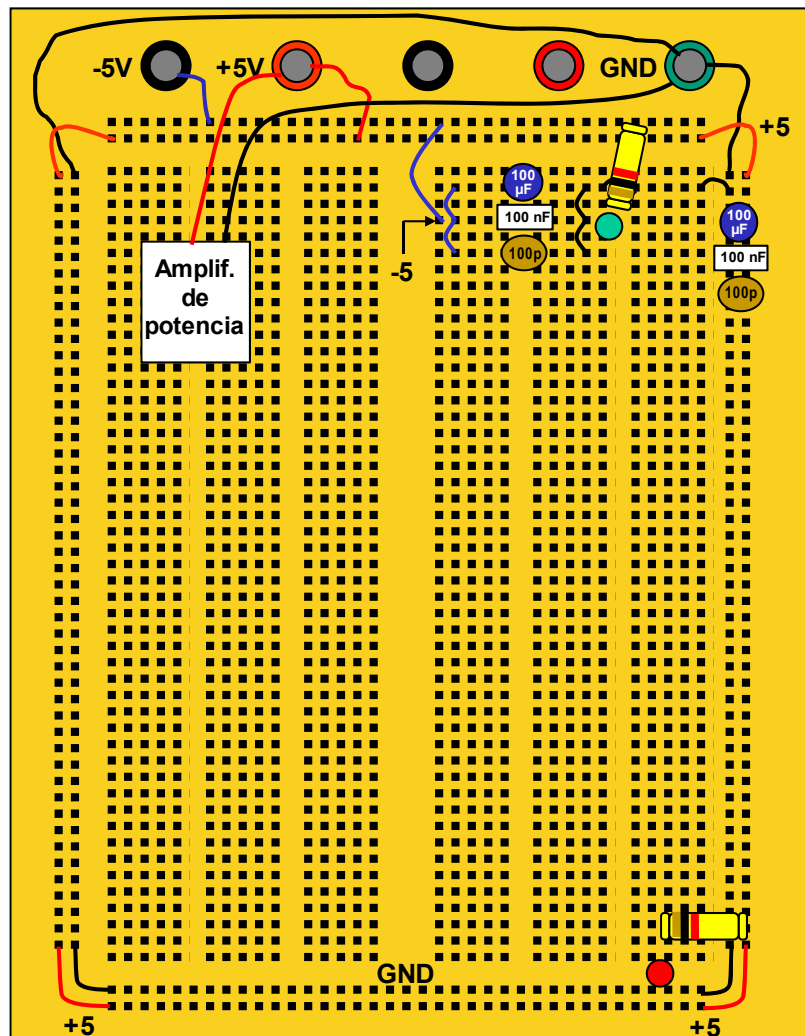 -5V
+5V
GND
+5
100
µF
100 nF
100p
-5
100
µF
100 nF
100p
Amplif.
de
potencia
GND
+5
+5